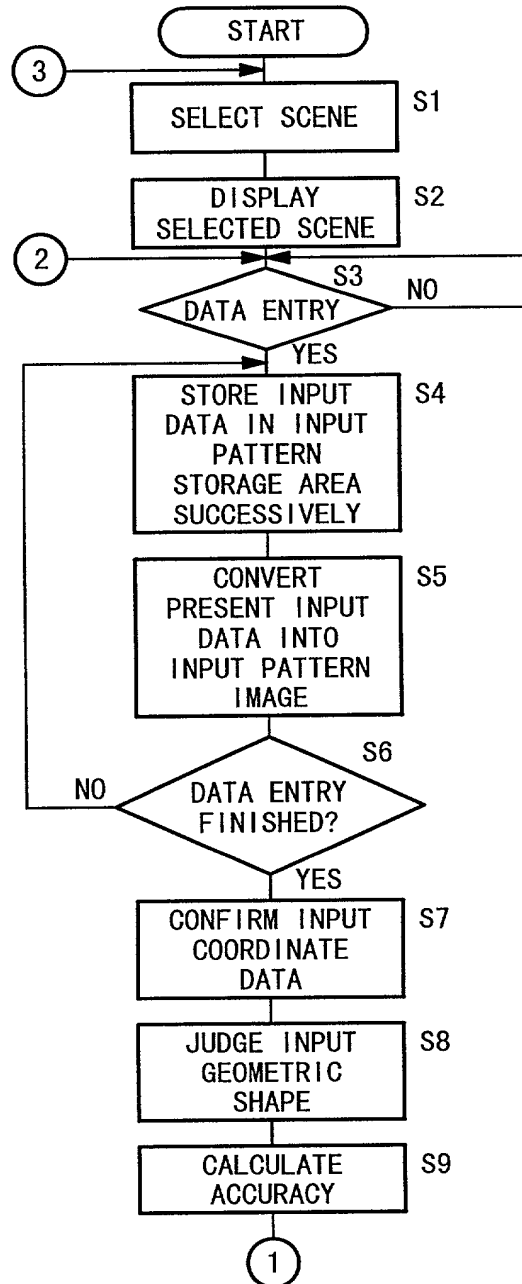 START
3
S1
SELECT SCENE
DISPLAY
SELECTED SCENE
S2
2
S3
DATA ENTRY
NO
YES
STORE INPUT
DATA IN INPUT
PATTERN
STORAGE AREA
SUCCESSIVELY
S4
CONVERT
PRESENT INPUT
DATA INTO
INPUT PATTERN
IMAGE
S5
S6
NO
DATA ENTRY
FINISHED?
YES
CONFIRM INPUT
COORDINATE
DATA
S7
JUDGE INPUT
GEOMETRIC
SHAPE
S8
CALCULATE
ACCURACY
S9
1